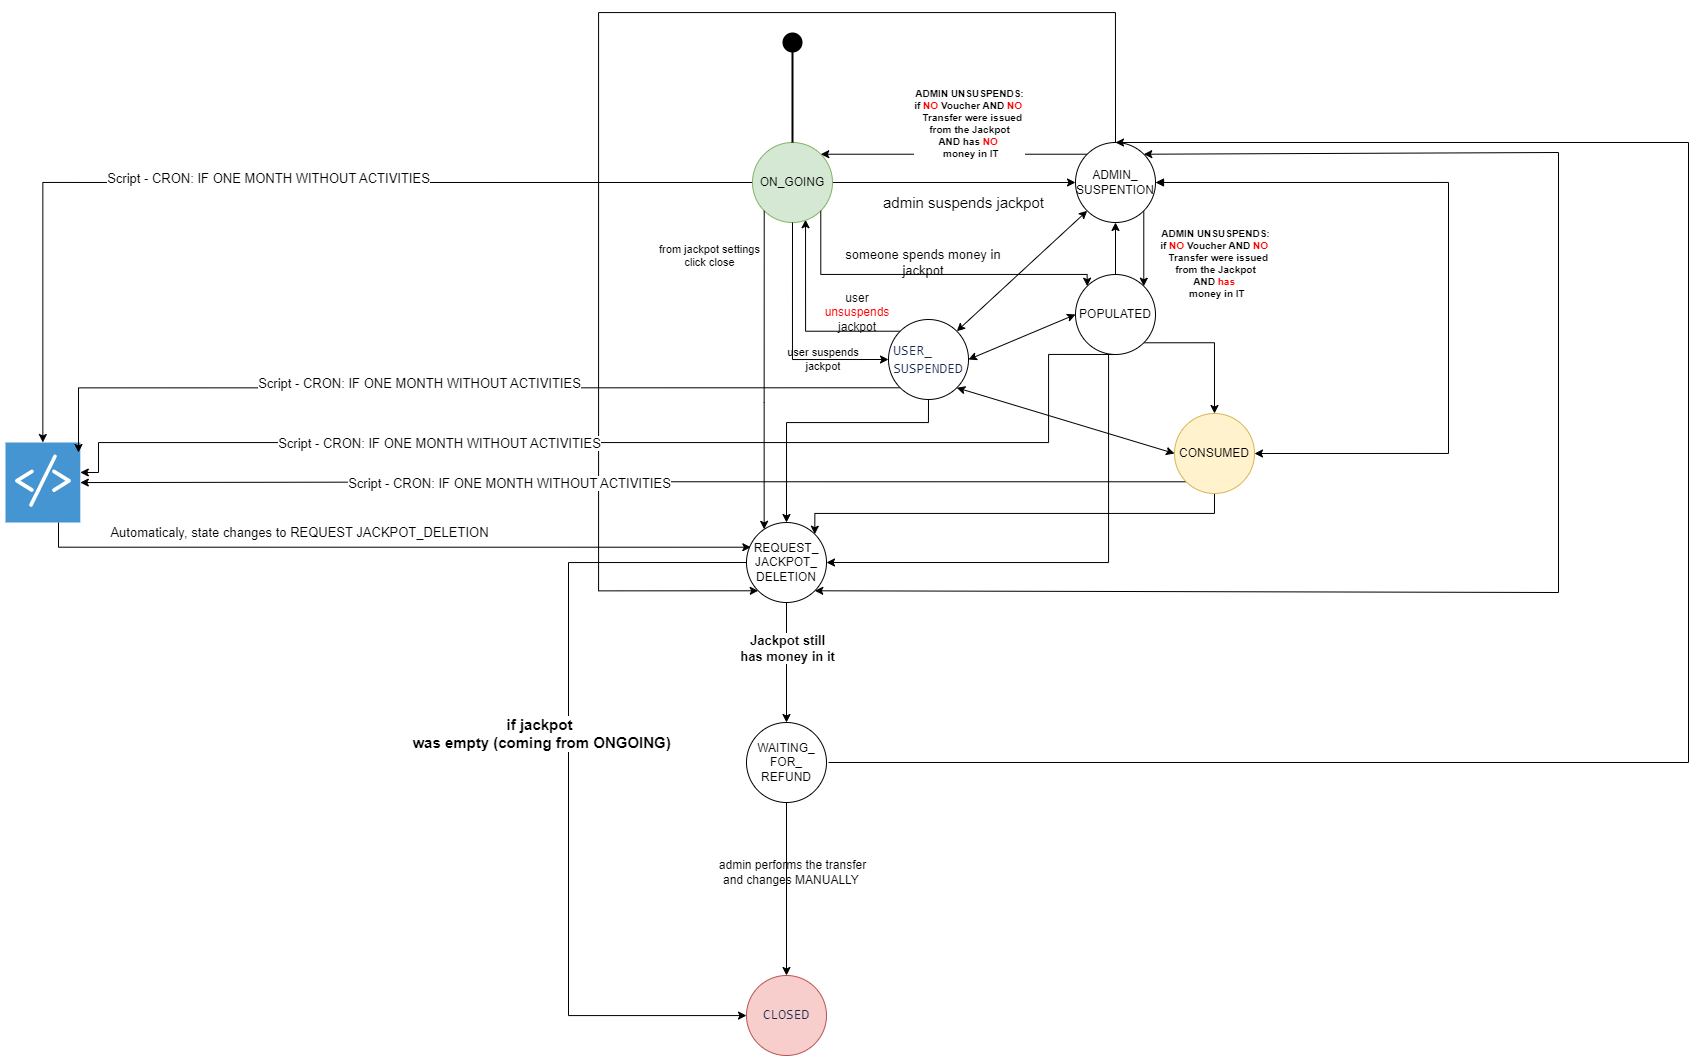 ADMIN UNSUSPENDS:
if NO Voucher AND NO
Transfer were issued
from the Jackpot
AND has NO
money in IT
ON_GOING
Script - CRON: IF ONE MONTH WITHOUT ACTIVITIES
ADMIN_
SUSPENTION
admin suspends jackpot
ADMIN UNSUSPENDS:
if NO Voucher AND NO
Transfer were issued
from the Jackpot
AND has
money in IT
from jackpot settings
click close
someone spends money in
jackpot
user
unsuspends
jackpot
POPULATED
user suspends
jackpot
USER_
SUSPENDED
Script - CRON: IF ONE MONTH WITHOUT ACTIVITIES
Script - CRON: IF ONE MONTH WITHOUT ACTIVITIES
CONSUMED
</>
Script - CRON: IF ONE MONTH WITHOUT ACTIVITIES
Automaticaly, state changes to REQUEST JACKPOT_DELETION
REQUEST_
JACKPOT_
DELETION
Jackpot still
has money in it
if jackpot
was empty (coming from ONGOING)
WAITING_
FOR_
REFUND
admin performs the transfer
and changes MANUALLY
CLOSED